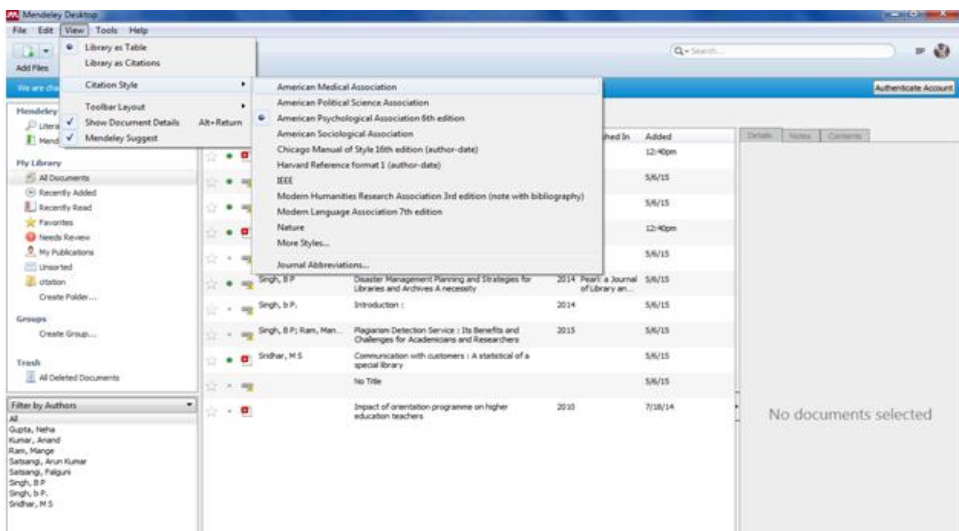 Mendeley Desktop
File Edit View Tools Help
Add Files
Library as Table
Library as Citations
Citation Style
Toolbar Layout
Show Document Details Alt+Return
Mendeley Suggest
American Medical Association
American Political Science Association
American Psychological Association 6th edition
American Sociological Association
Chicago Manual of Style 16th edition (author-date)
Harvard Reference format 1 (author-date)
IEEE
Modern Humanities Research Association 3rd edition (note with bibliography)
Modern Language Association 7th edition
Nature
More Styles...
Journal Abbreviations...
Search...
BP
We are cha
Authenticate Account
Mendeley
Litera
Mend
My Library
All Documents
Recently Added
Recently Read
Favorites
Needs Review
My Publications
Unsorted
citation
Create Folder...
Groups
Create Group...
Trash
All Deleted Documents
Filter by Authors
All
Gupta, Neha
Kumar, Anand
Ram, Mange
Satsangi, Arun Kumar
Satsangi, Falguni
Singh, B P
Singh, b P.
Sridhar, M S
hed In Added
12:40pm
5/6/15
5/6/15
12:40pm
5/6/15
Singh, B P Disaster Management Planning and Strategies for 2014 Pearl: a Journal 5/6/15
Libraries and Archives A necessity of Library an...
Singh, b P. Introduction : 2014 5/6/15
Singh, B P; Ram, Man... Plagiarism Detection Service : Its Benefits and 2015 5/6/15
Challenges for Academicians and Researchers
Sridhar, M S Communication with customers : A statistical of a 5/6/15
special library
No Title 5/6/15
Impact of orientation programme on higher 2010 7/18/14
education teachers
Details Notes Contents
No documents selected